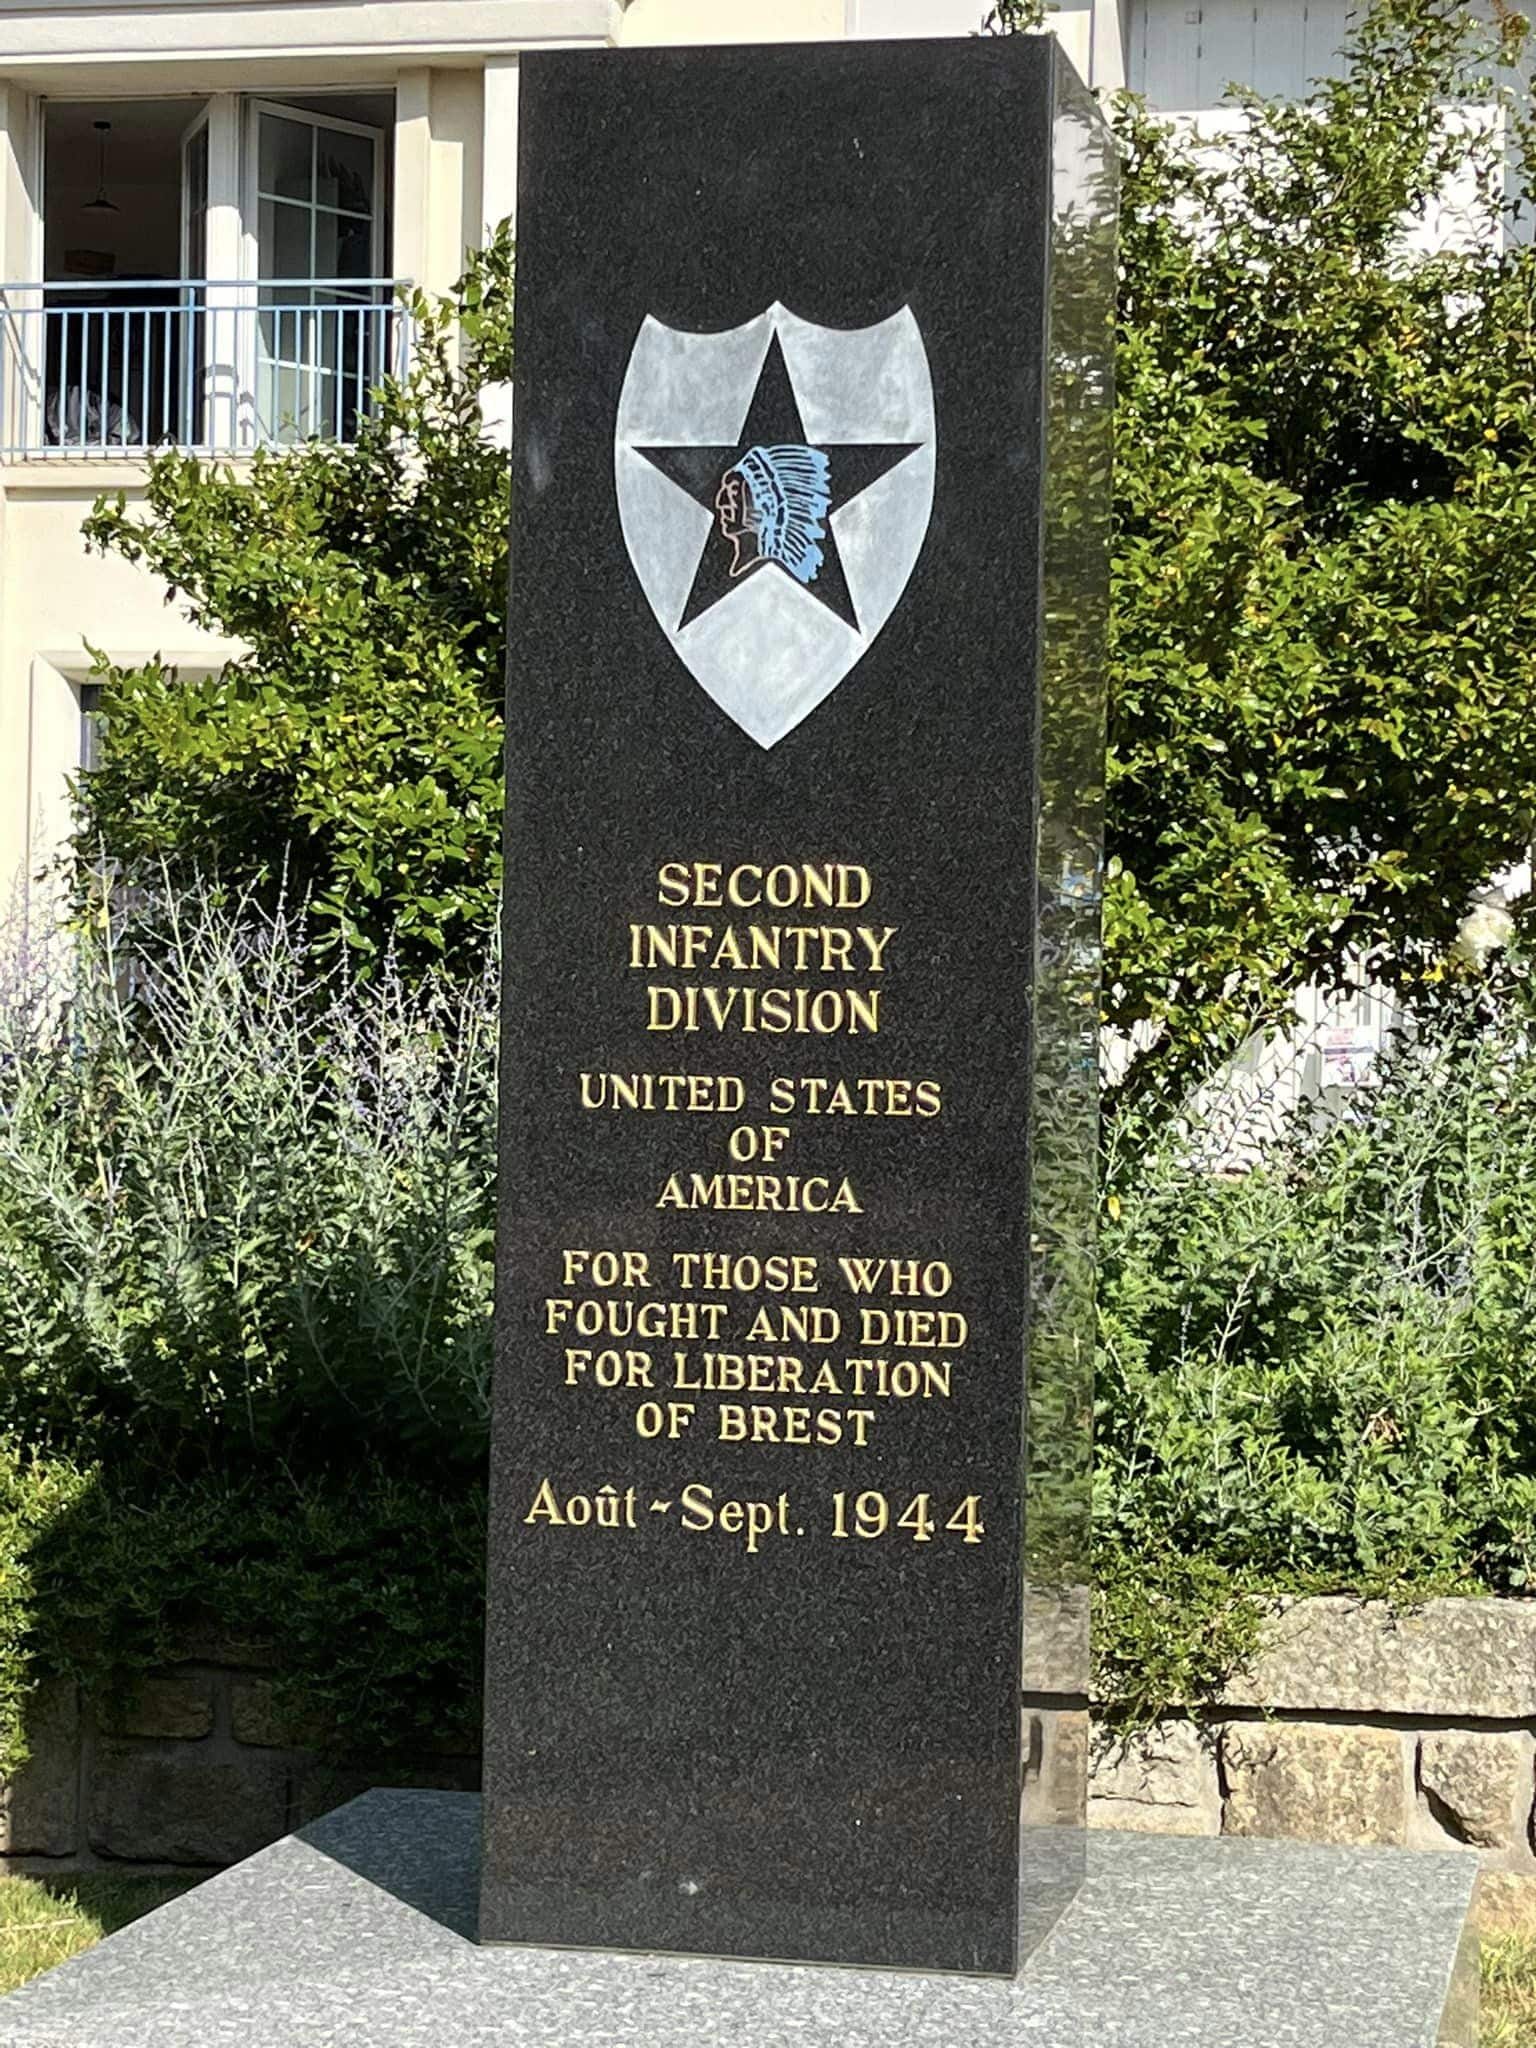 SECOND
INFANTRY
DIVISION
UNITED STATES
OF
AMERICA
FOR THOSE WHO
FOUGHT AND DIED
FOR LIBERATION
OF BREST
Août - Sept. 1944